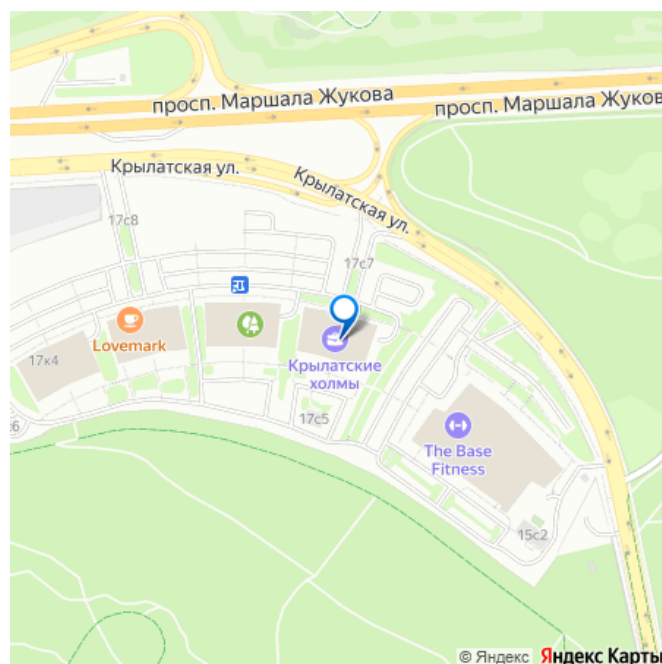 просп. Маршала Жукова
просп. Маршала Жуков
Крылатская ул.
Крылатская ул.
17с8
17с7
Lovemark
17к4
Крылатские
холмы
с6
17с5
The Base
Fitness
15с2
© Яндекс Яндекс Карты